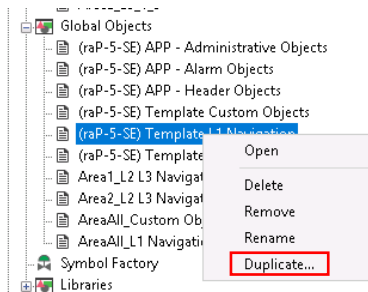 Global Objects
(raP-5-SE) APP - Administrative Objects
(raP-5-SE) APP - Alarm Objects
(raP-5-SE) APP - Header Objects
(raP-5-SE) Template Custom Objects
(raP-5-SE) Template L1 Navigation
(raP-5-SE) Template
Area1_L2 L3 Navigat
Area2_L2 L3 Navigat
AreaAll_Custom Ob
AreaAll_L1 Navigati
Symbol Factory
Libraries
Open
Delete
Remove
Rename
Duplicate...